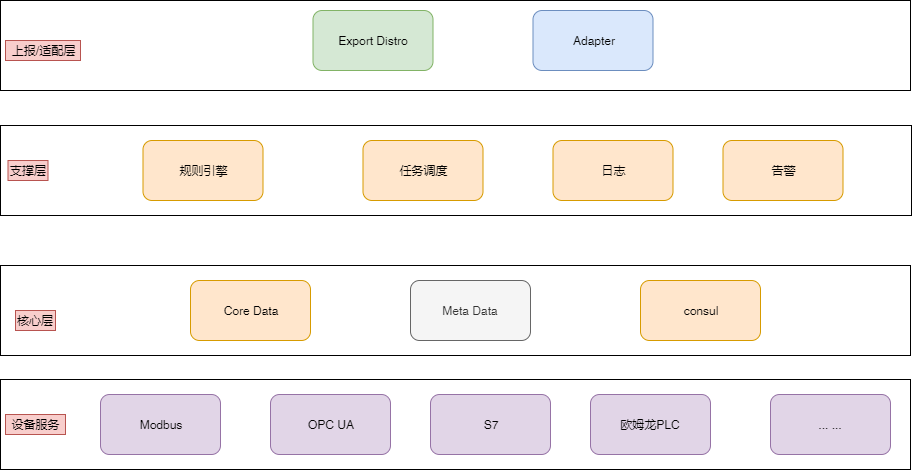 上报/适配层
Export Distro
Adapter
支撑层
规则引擎
任务调度
日志
告警
核心层
Core Data
Meta Data
consul
设备服务
Modbus
OPC UA
S7
欧姆龙PLC
... ...